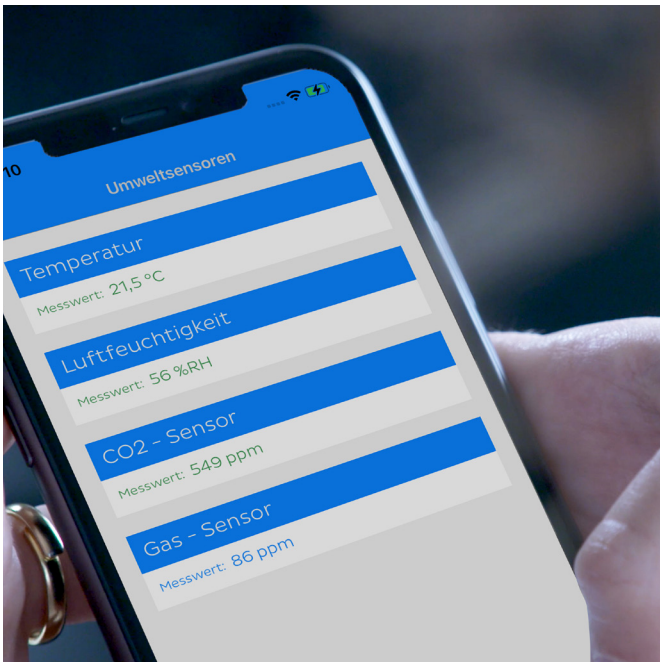 10
Umweltsensoren
Temperatur
Messwert: 21,5 °C
Luftfeuchtigkeit
Messwert: 56 %RH
CO2 - Sensor
Messwert: 549 ppm
Gas - Sensor
Messwert: 86 ppm